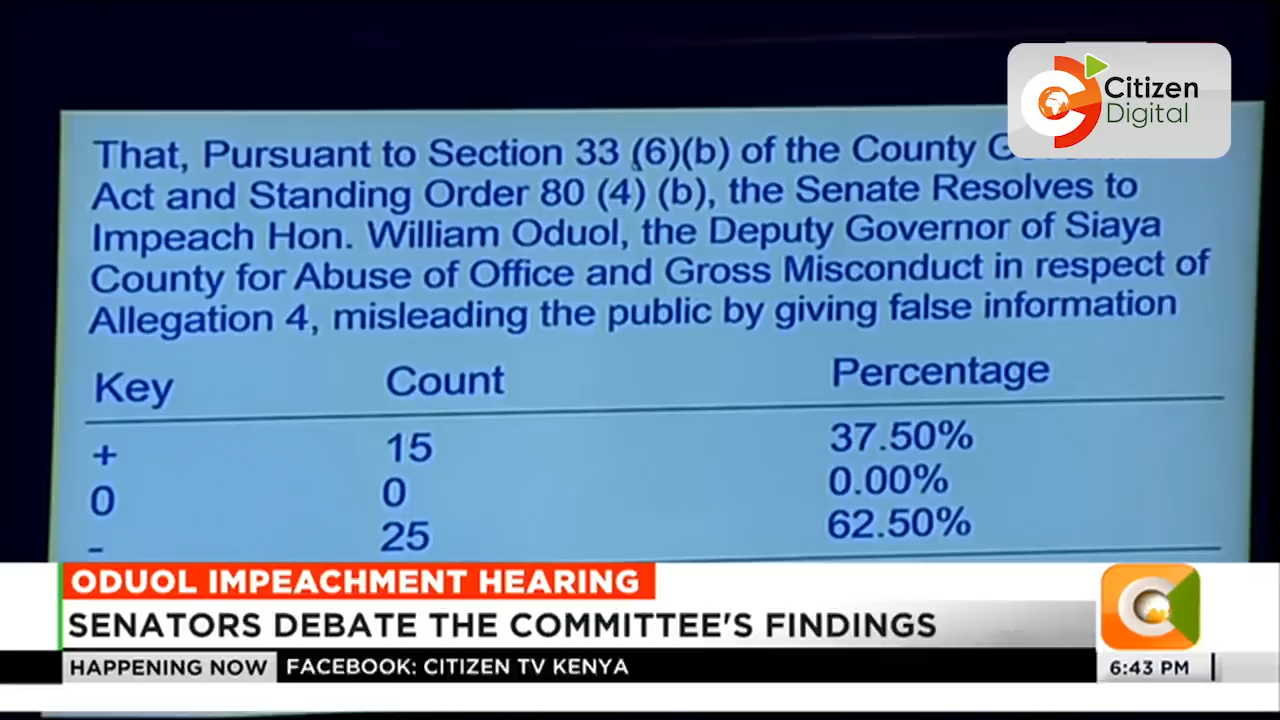 Citizen
Digital
That, Pursuant to Section 33 (6)(b) of the County
Act and Standing Order 80 (4) (b), the Senate Resolves to
Impeach Hon. William Oduol, the Deputy Governor of Siaya
County for Abuse of Office and Gross Misconduct in respect of
Allegation 4, misleading the public by giving false information
Key Count Percentage
+ 15 37.50%
0 0 0.00%
- 25 62.50%
ODUOL IMPEACHMENT HEARING
SENATORS DEBATE THE COMMITTEE'S FINDINGS
HAPPENING NOW FACEBOOK: CITIZEN TV KENYA 6:43 PM